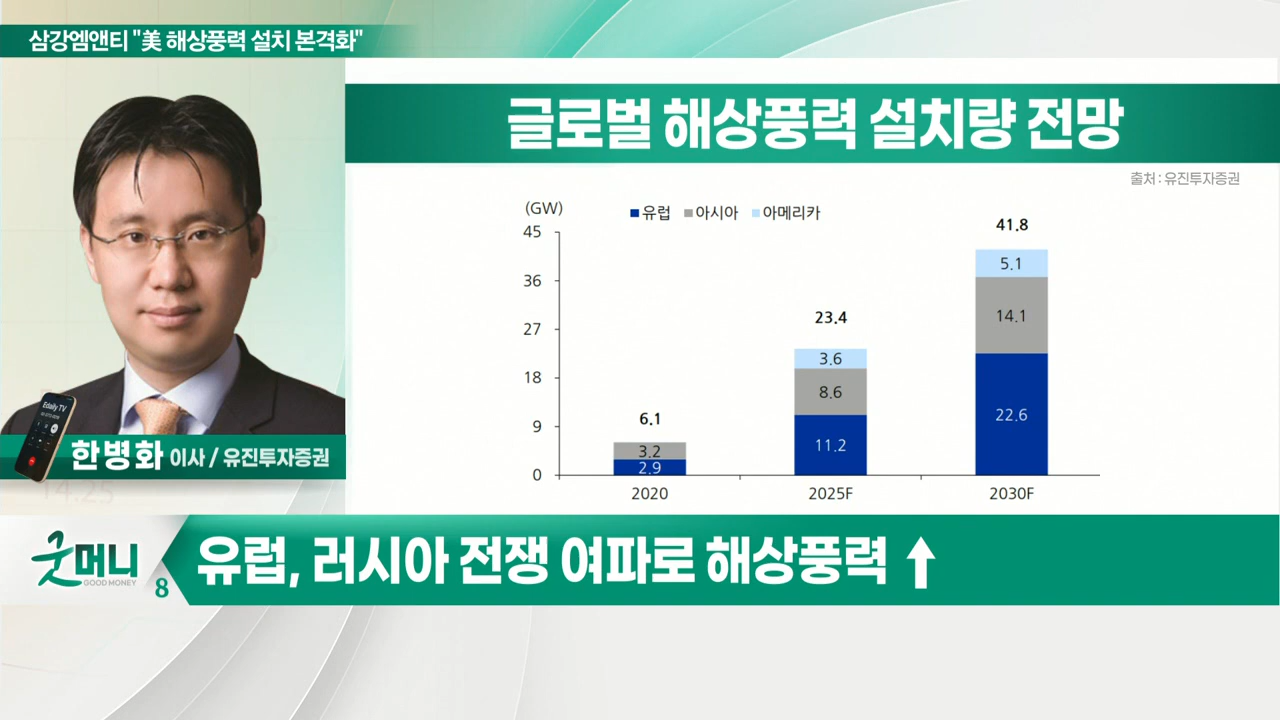 삼강엠앤티 "美 해상풍력 설치 본격화"
글로벌 해상풍력 설치량 전망
출처 : 유진투자증권
(GW)
유럽 아시아 아메리카
45
36
27
18
9
0
6.1
3.2
2.9
23.4
3.6
8.6
11.2
41.8
5.1
14.1
22.6
2020 2025F 2030F
Edaily TV
한병화 이사 / 유진투자증권
14:25
굿머니
GOOD MONEY
8
유럽, 러시아 전쟁 여파로 해상풍력 ↑